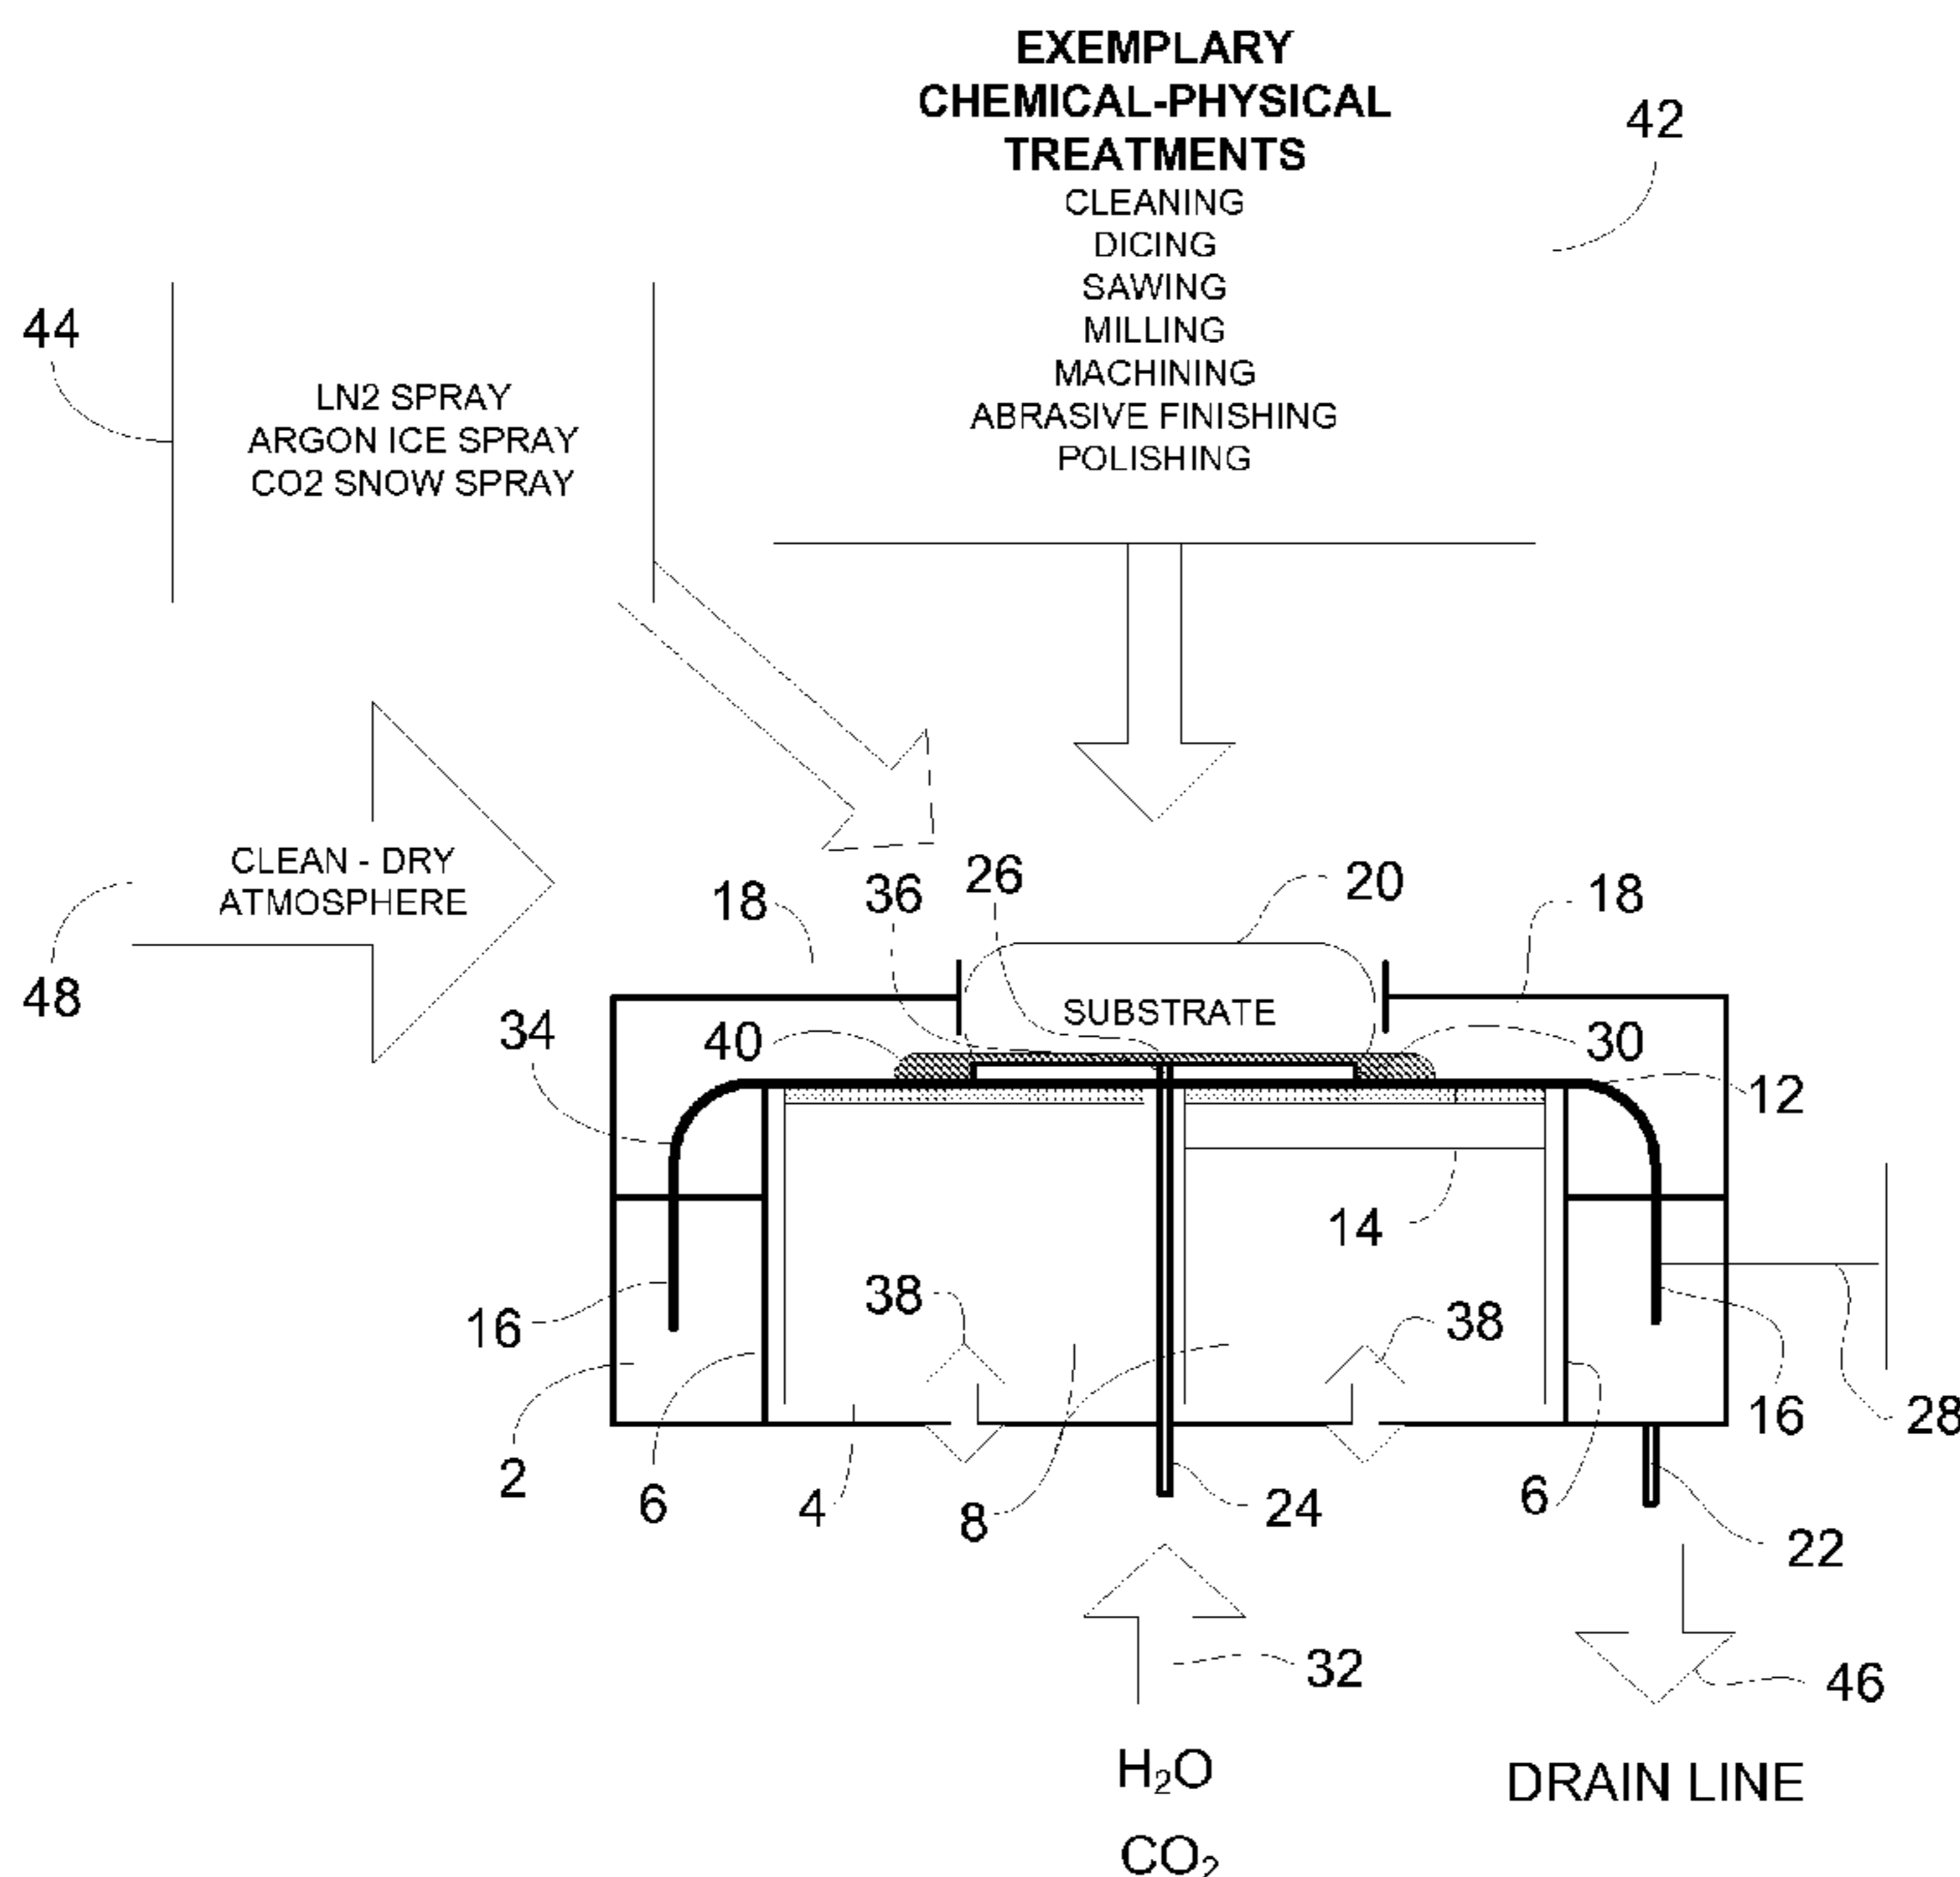 EXEMPLARY
CHEMICAL-PHYSICAL
TREATMENTS
CLEANING
DICING
SAWING
MILLING
MACHINING
ABRASIVE FINISHING
POLISHING
42
44
LN2 SPRAY
ARGON ICE SPRAY
CO2 SNOW SPRAY
CLEAN - DRY
ATMOSPHERE
48
18
36
26
20
18
SUBSTRATE
34
40
30
12
14
38
38
16
16
28
2
6
4
8
24
6
22
32
46
H₂O
CO₂
DRAIN LINE